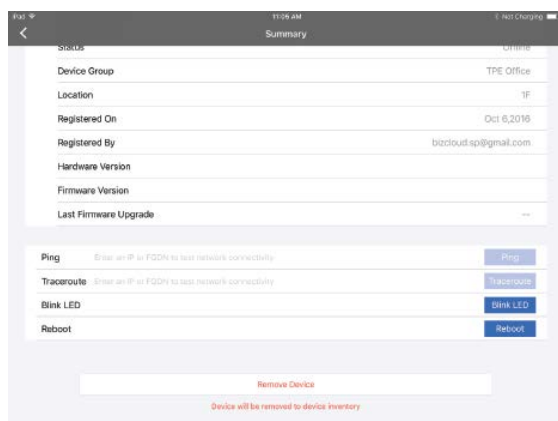 iPad
11:05 AM
Not Charging
Summary
Status Offline
Device Group TPE Office
Location 1F
Registered On Oct 6,2016
Registered By bizcloud.sp@gmail.com
Hardware Version
Firmware Version
Last Firmware Upgrade --
Ping Enter an IP or FQDN to test network connectivity Ping
Traceroute Enter an IP or FQDN to test network connectivity Traceroute
Blink LED Blink LED
Reboot Reboot
Remove Device
Device will be removed to device inventory